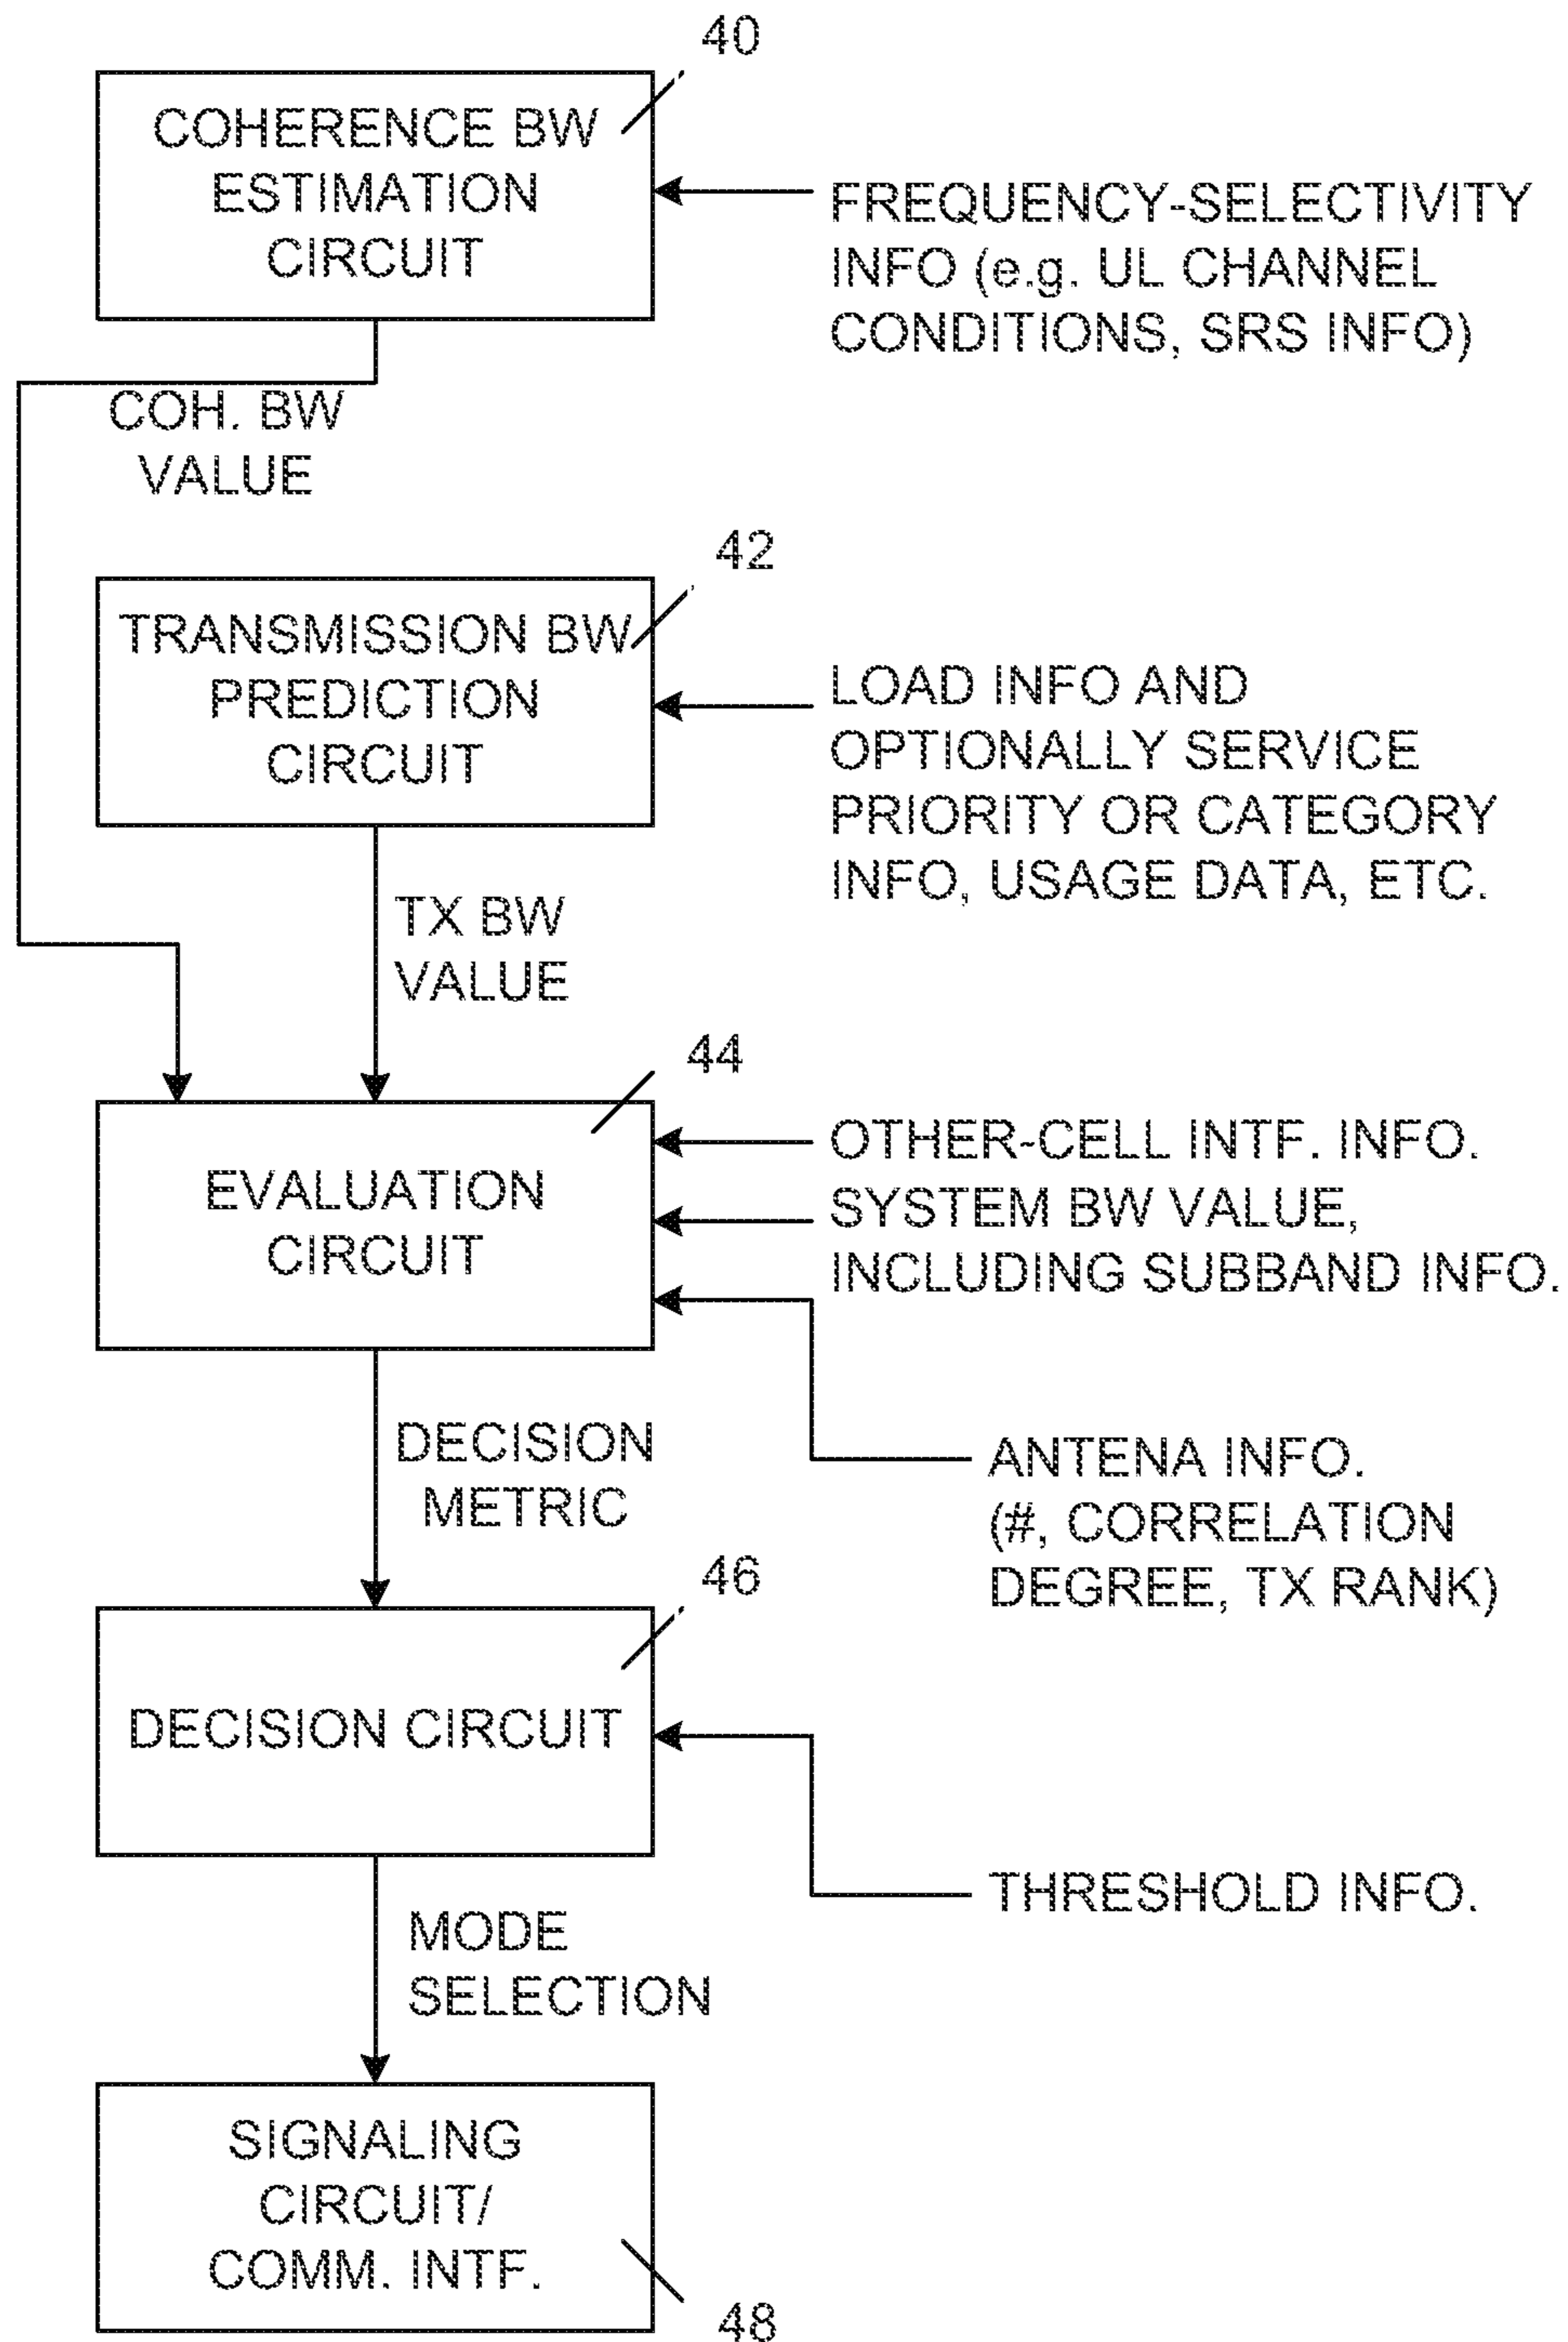 40
COHERENCE BW
ESTIMATION
CIRCUIT
FREQUENCY-SELECTIVITY
INFO (e.g. UL CHANNEL
CONDITIONS, SRS INFO)
COH. BW
VALUE
42
TRANSMISSION BW
PREDICTION
CIRCUIT
LOAD INFO AND
OPTIONALLY SERVICE
PRIORITY OR CATEGORY
INFO, USAGE DATA, ETC.
TX BW
VALUE
44
EVALUATION
CIRCUIT
OTHER-CELL INTF. INFO.
SYSTEM BW VALUE,
INCLUDING SUBBAND INFO.
ANTENA INFO.
(#, CORRELATION
DEGREE, TX RANK)
DECISION
METRIC
46
DECISION CIRCUIT
THRESHOLD INFO.
MODE
SELECTION
SIGNALING
CIRCUIT/
COMM. INTF.
48